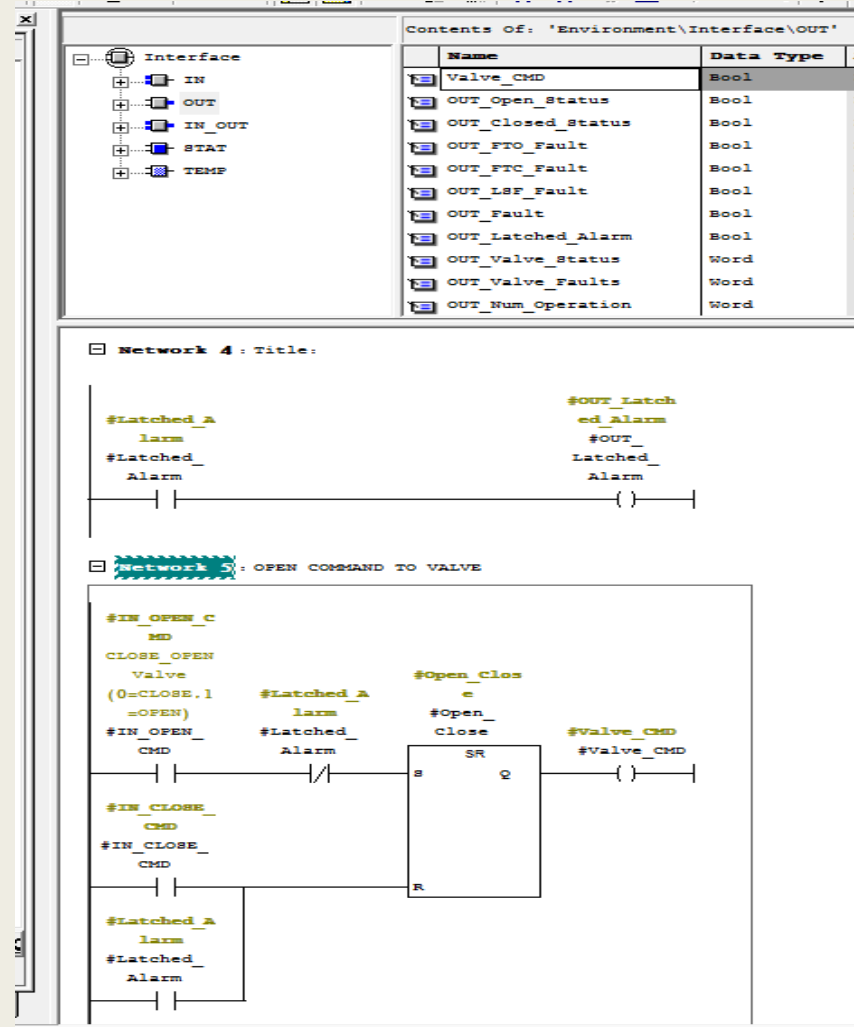 Contents Of: 'Environment\Interface\OUT'
Interface
IN
OUT
IN_OUT
STAT
TEMP
Name Data Type
Valve_CMD Bool
OUT_Open_Status Bool
OUT_Closed_Status Bool
OUT_FTO_Fault Bool
OUT_FTC_Fault Bool
OUT_LSF_Fault Bool
OUT_Fault Bool
OUT_Latched_Alarm Bool
OUT_Valve_Status Word
OUT_Valve_Faults Word
OUT_Num_Operation Word
Network 4 : Title:
#OUT_Latch
#Latched_A ed_Alarm
larm #OUT_
#Latched_ Latched_
Alarm Alarm
Network 5 : OPEN COMMAND TO VALVE
#IN_OPEN_C
MD
CLOSE_OPEN
Valve #Open_Clos
(0=CLOSE,1 #Latched_A e
=OPEN) larm #Open_
#IN_OPEN_ #Latched_ Close #Valve_CMD
CMD Alarm SR #Valve_CMD
S Q
#IN_CLOSE_
CMD
#IN_CLOSE_
CMD
R
#Latched_A
larm
#Latched_
Alarm